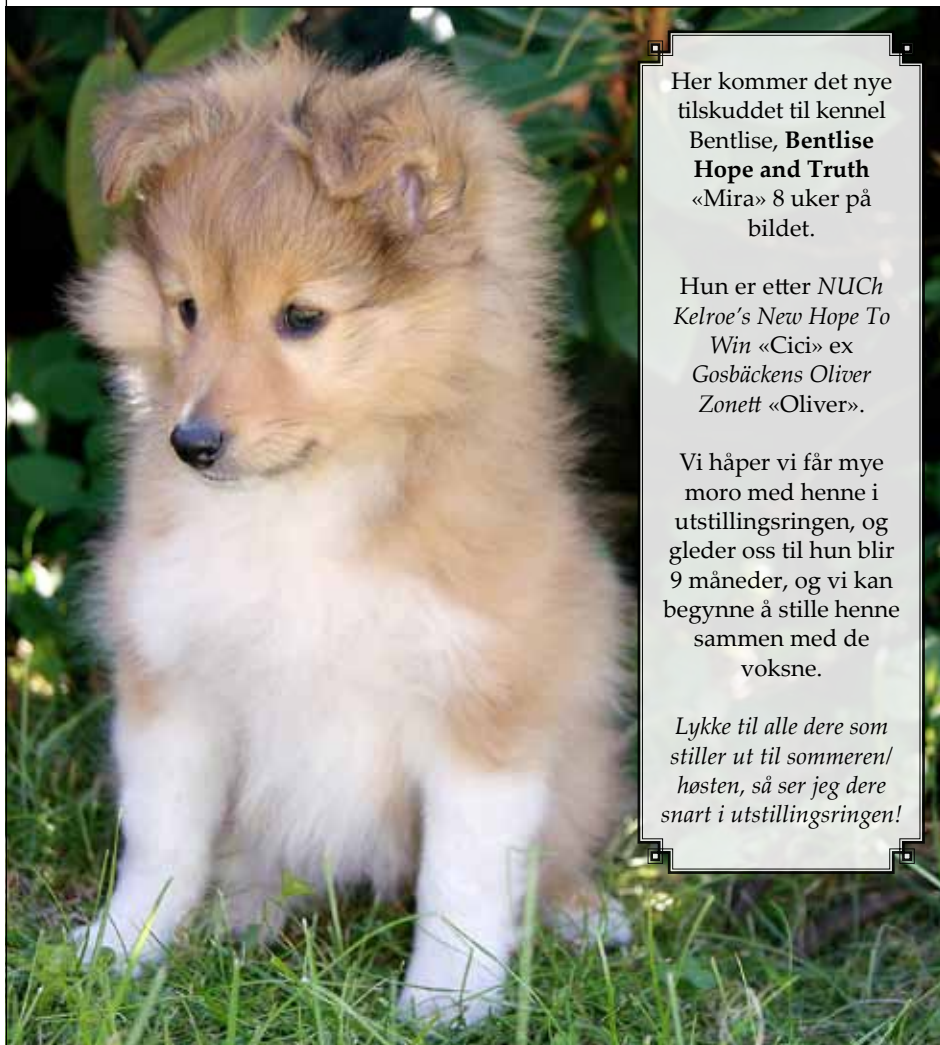 Her kommer det nye
tilskuddet til kennel
Bentlise, Bentlise
Hope and Truth
«Mira» 8 uker på
bildet.
Hun er etter NUCh
Kelroe's New Hope To
Win «Cici» ex
Gosbäckens Oliver
Zonett «Oliver».
Vi håper vi får mye
moro med henne i
utstillingsringen, og
gleder oss til hun blir
9 måneder, og vi kan
begynne å stille henne
sammen med de
voksne.
Lykke til alle dere som
stiller ut til sommeren/
høsten, så ser jeg dere
snart i utstillingsringen!